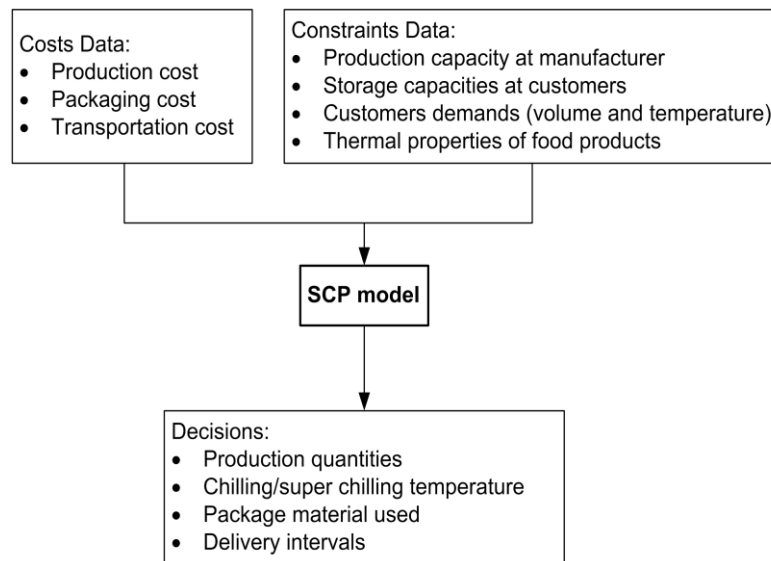 Costs Data:
• Production cost
• Packaging cost
• Transportation cost
Constraints Data:
• Production capacity at manufacturer
• Storage capacities at customers
• Customers demands (volume and temperature)
• Thermal properties of food products
SCP model
Decisions:
• Production quantities
• Chilling/super chilling temperature
• Package material used
• Delivery intervals